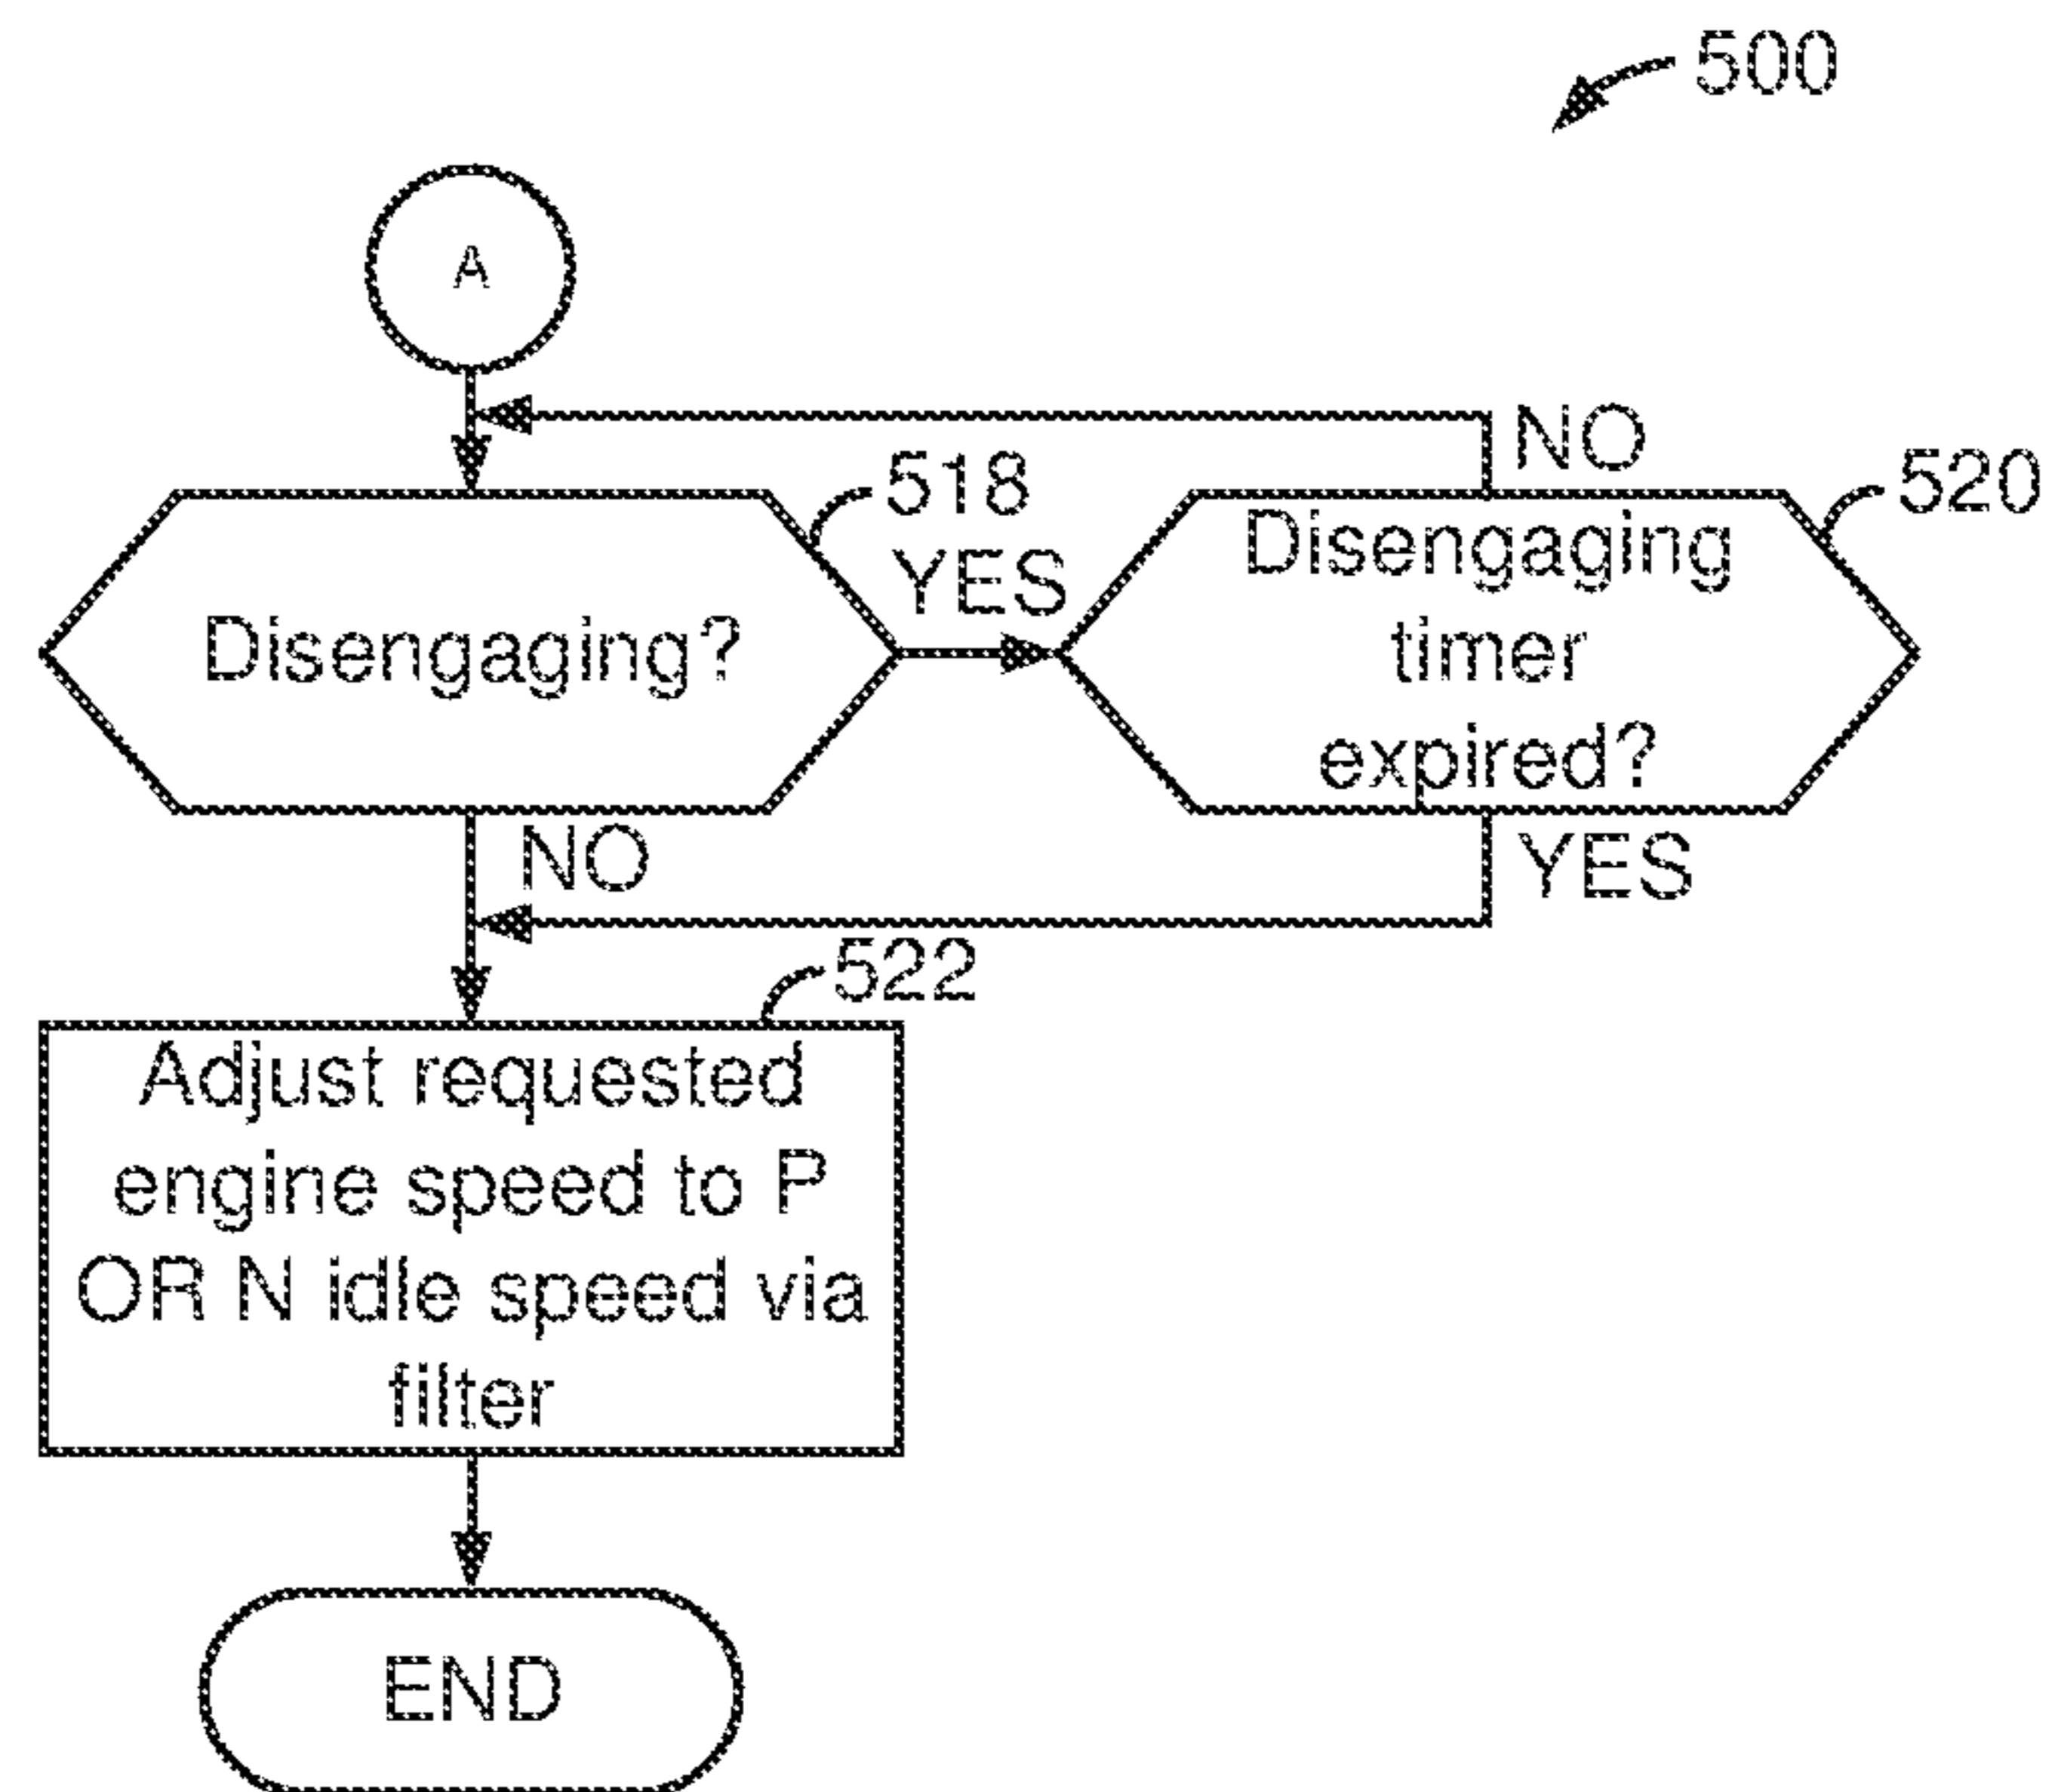 500
A
NO
518
520
YES
Disengaging?
Disengaging
timer
expired?
NO
YES
522
Adjust requested
engine speed to P
OR N idle speed via
filter
END